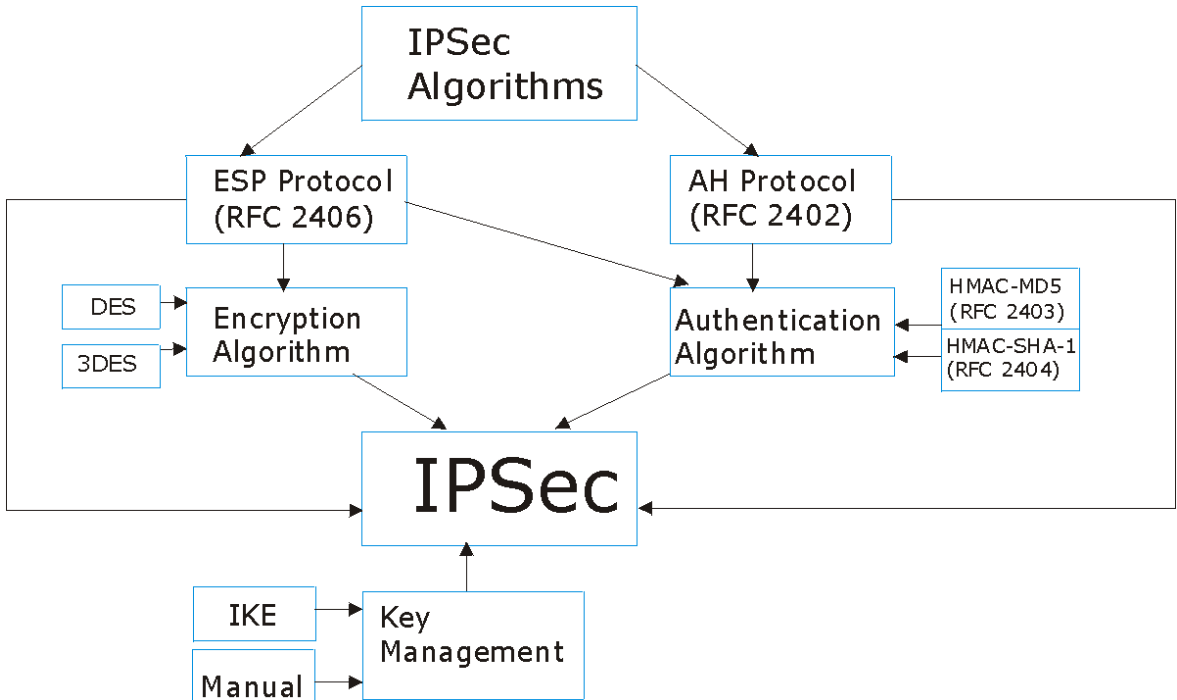 IPSec
Algorithms
ESP Protocol
(RFC 2406)
AH Protocol
(RFC 2402)
DES
3DES
Encryption
Algorithm
Authentication
Algorithm
HMAC-MD5
(RFC 2403)
HMAC-SHA-1
(RFC 2404)
IPSec
IKE
Manual
Key
Management